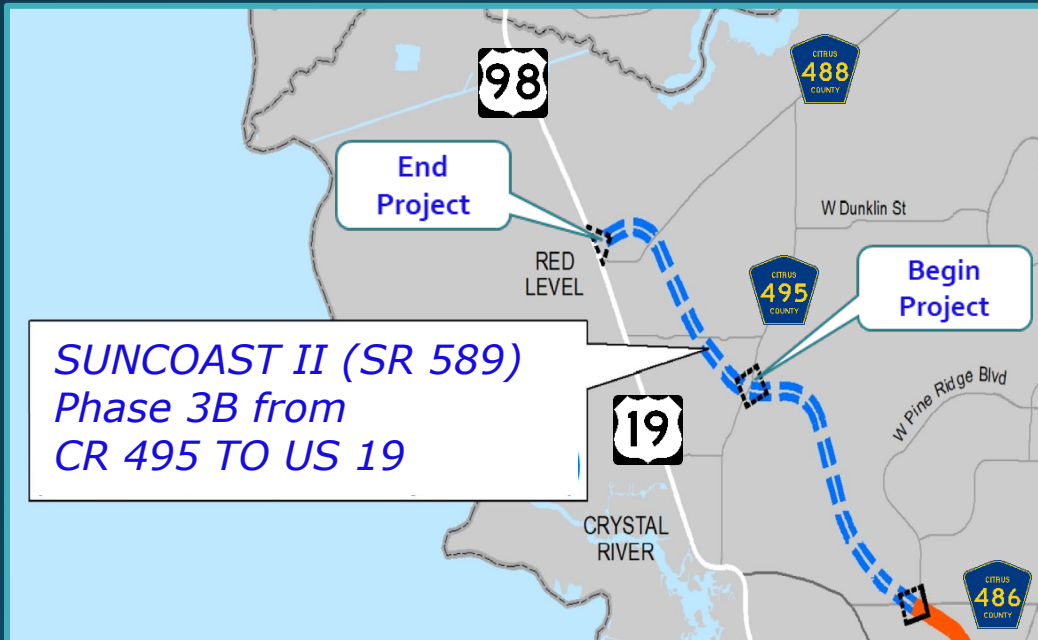 98
CITRUS
488
COUNTY
End
Project
W Dunklin St
RED
LEVEL
CITRUS
495
COUNTY
Begin
Project
SUNCOAST II (SR 589)
Phase 3B from
CR 495 TO US 19
W Pine Ridge Blvd
19
CRYSTAL
RIVER
CITRUS
486
COUNTY